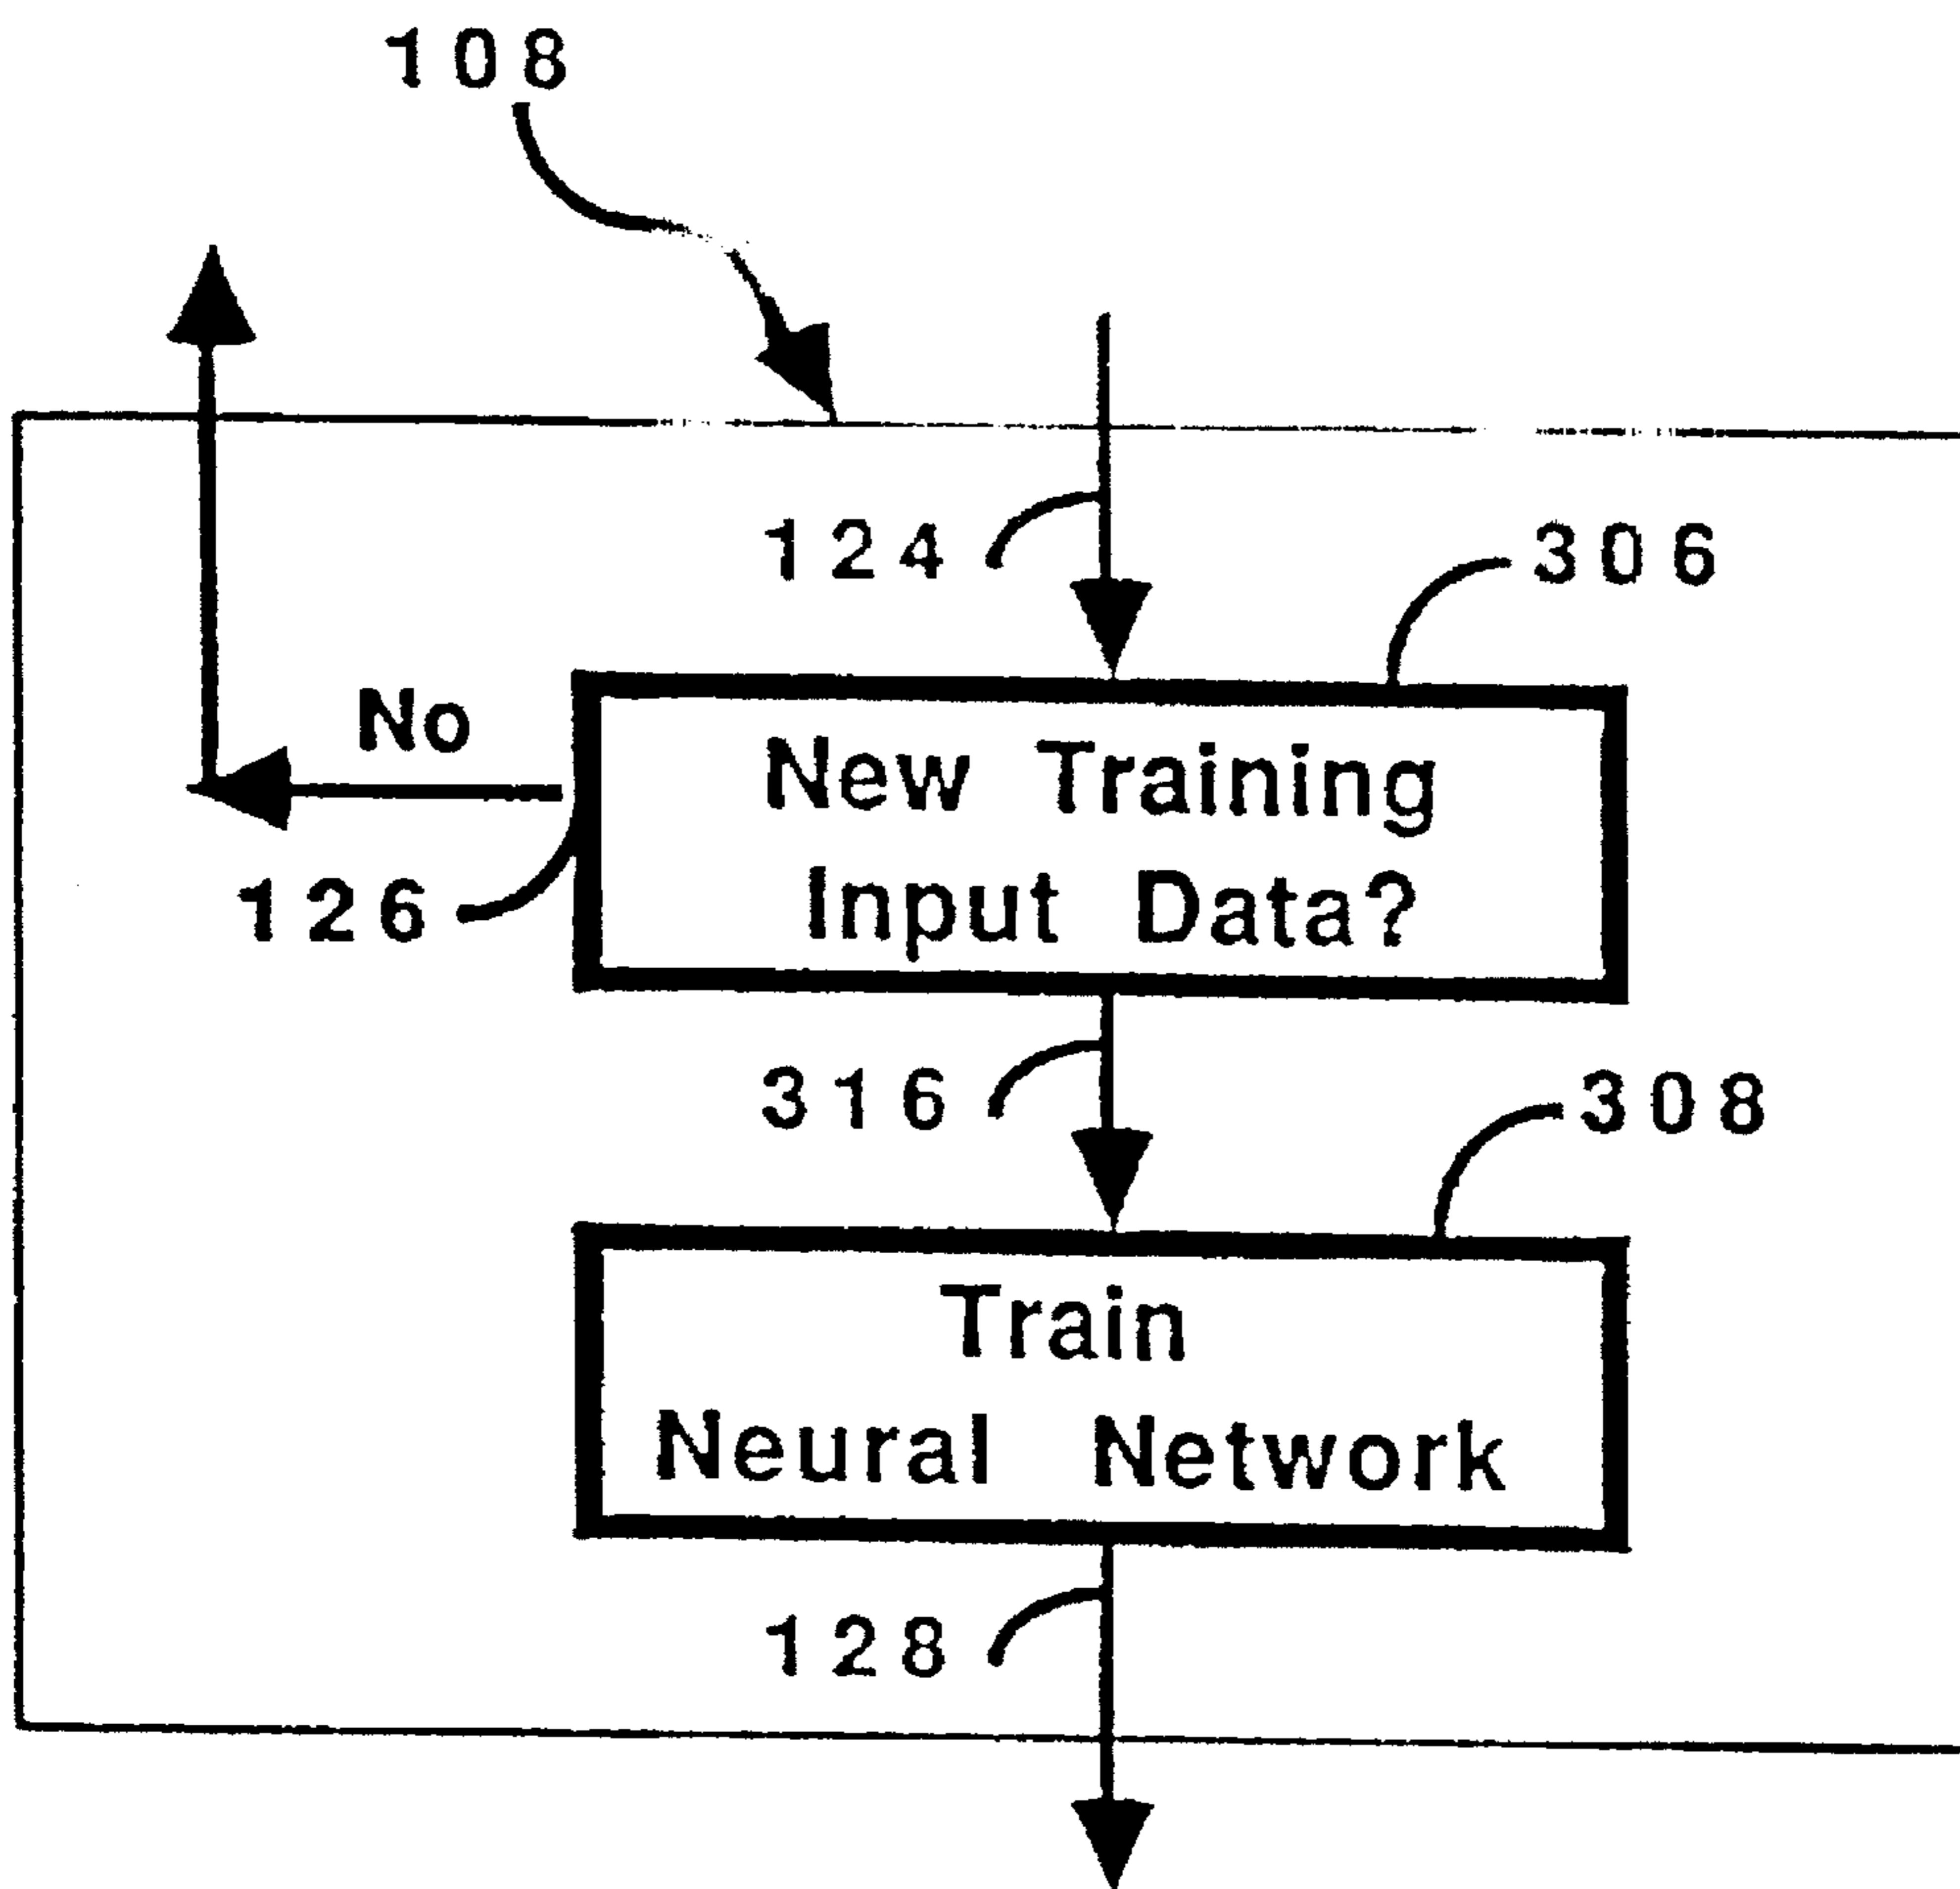 108
124
306
No
New Training
Input Data?
126
316
308
Train
Neural Network
128